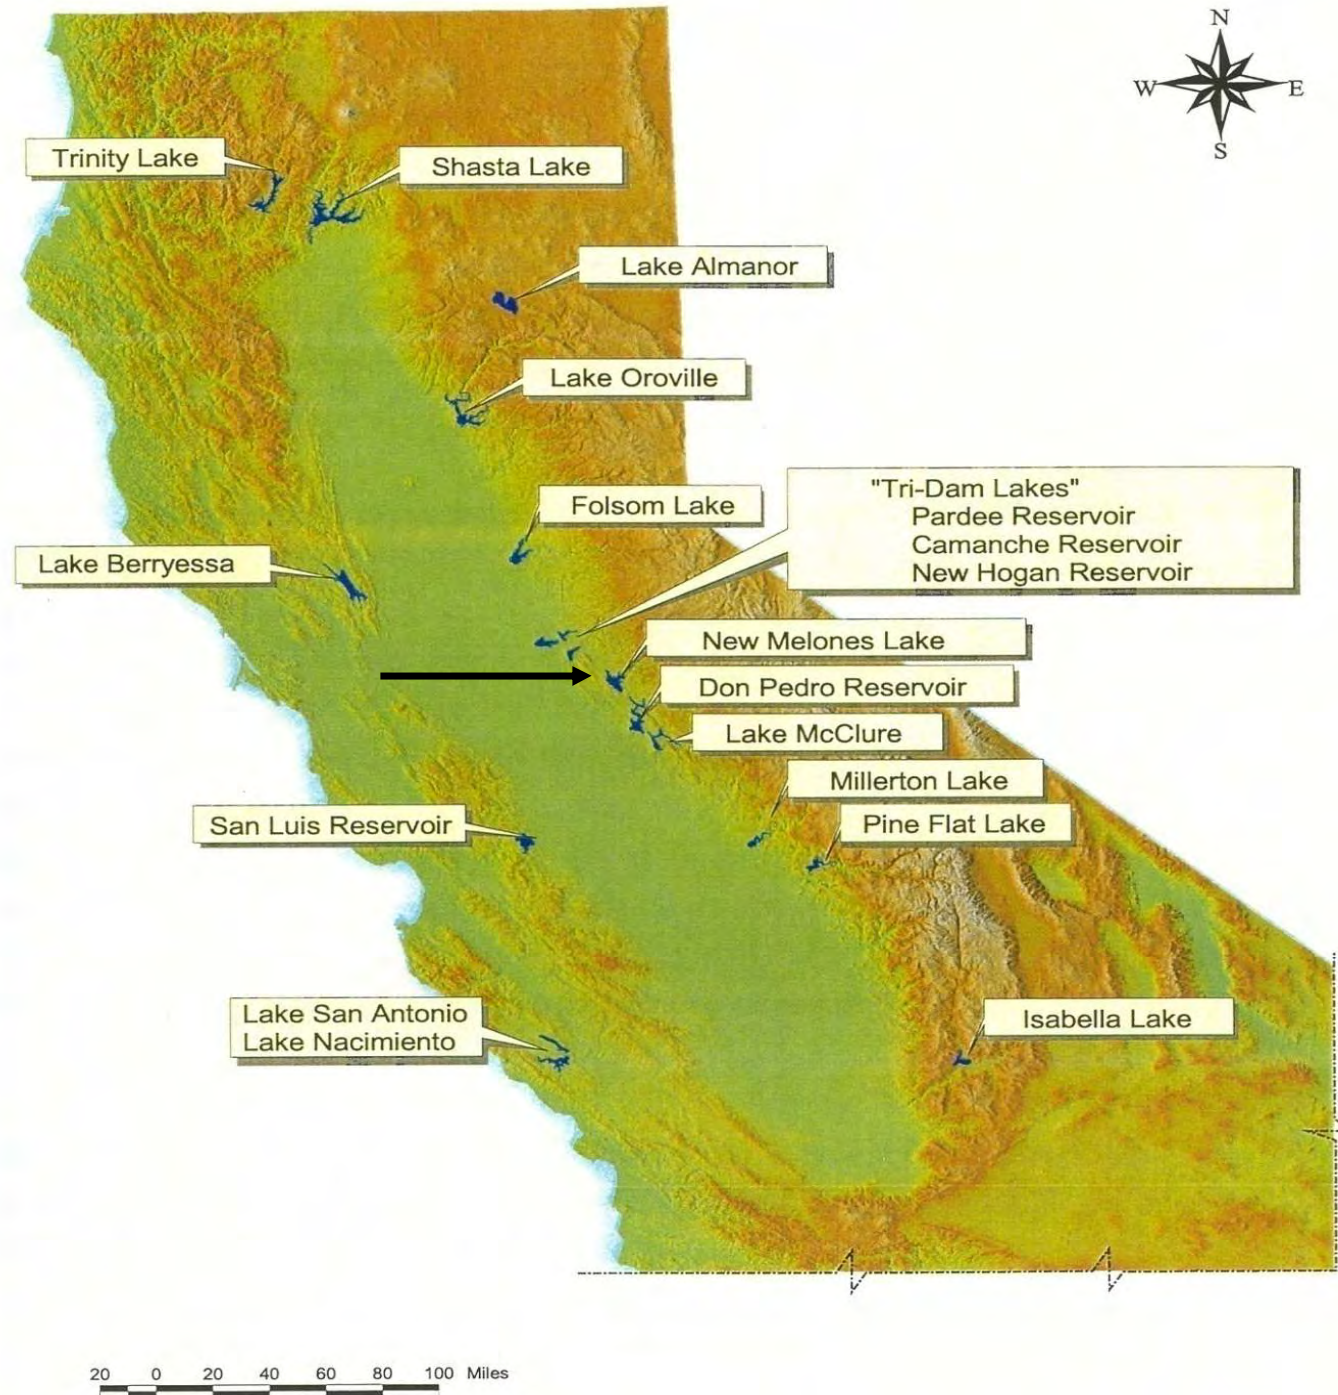 N
W E
S
Trinity Lake
Shasta Lake
Lake Almanor
Lake Oroville
"Tri-Dam Lakes"
Pardee Reservoir
Camanche Reservoir
New Hogan Reservoir
Folsom Lake
Lake Berryessa
New Melones Lake
Don Pedro Reservoir
Lake McClure
Millerton Lake
San Luis Reservoir
Pine Flat Lake
Lake San Antonio
Lake Nacimiento
Isabella Lake
20 0 20 40 60 80 100 Miles